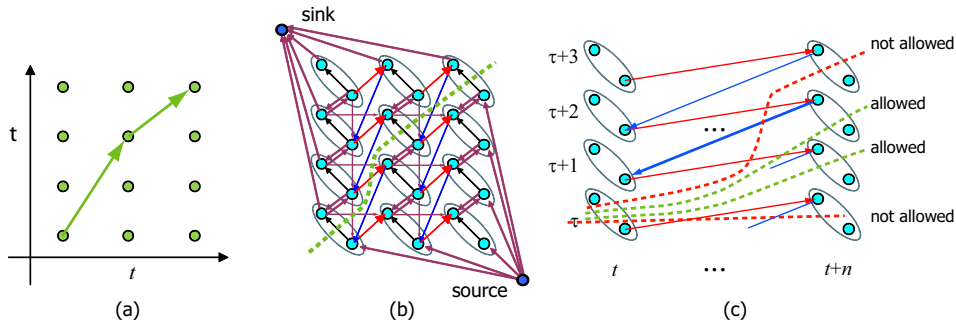 t
t
(a)
sink
source
(b)
τ+3
τ+2
τ+1
τ
...
not allowed
allowed
allowed
not allowed
t
...
t+n
(c)